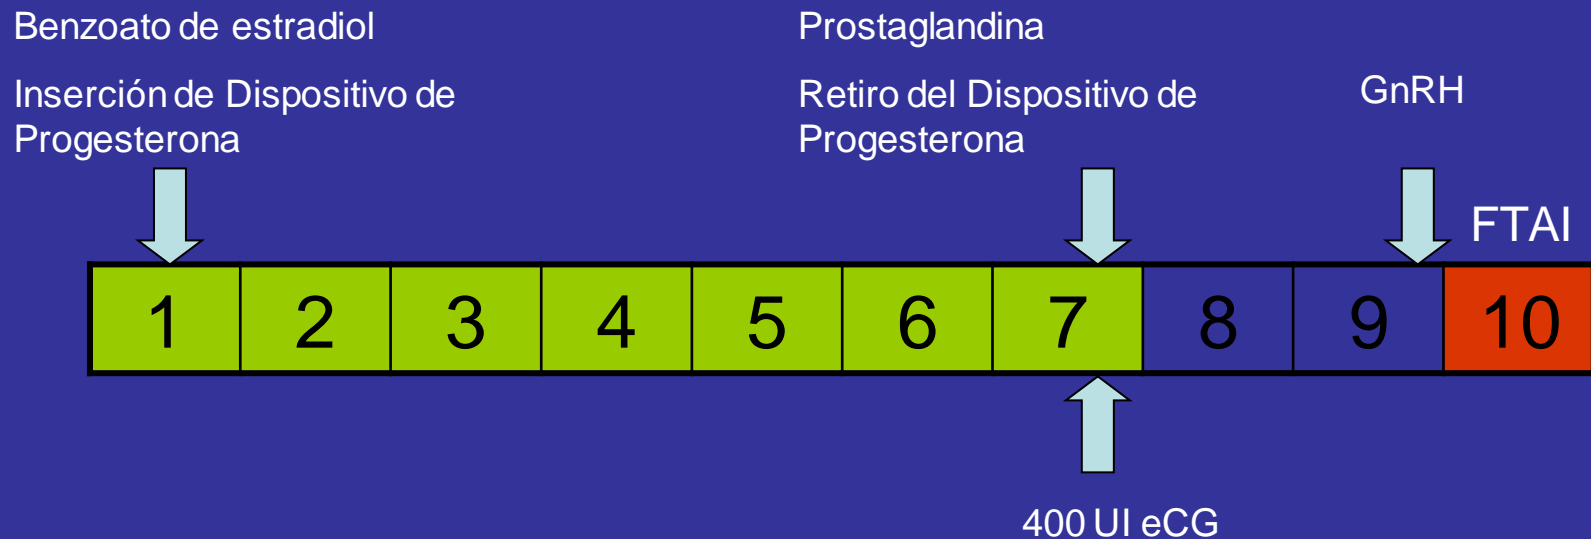 Benzoato de estradiol
Inserción de Dispositivo de
Progesterona
Prostaglandina
Retiro del Dispositivo de
Progesterona
GnRH
FTAI
1 2 3 4 5 6 7 8 9 10
400 UI eCG